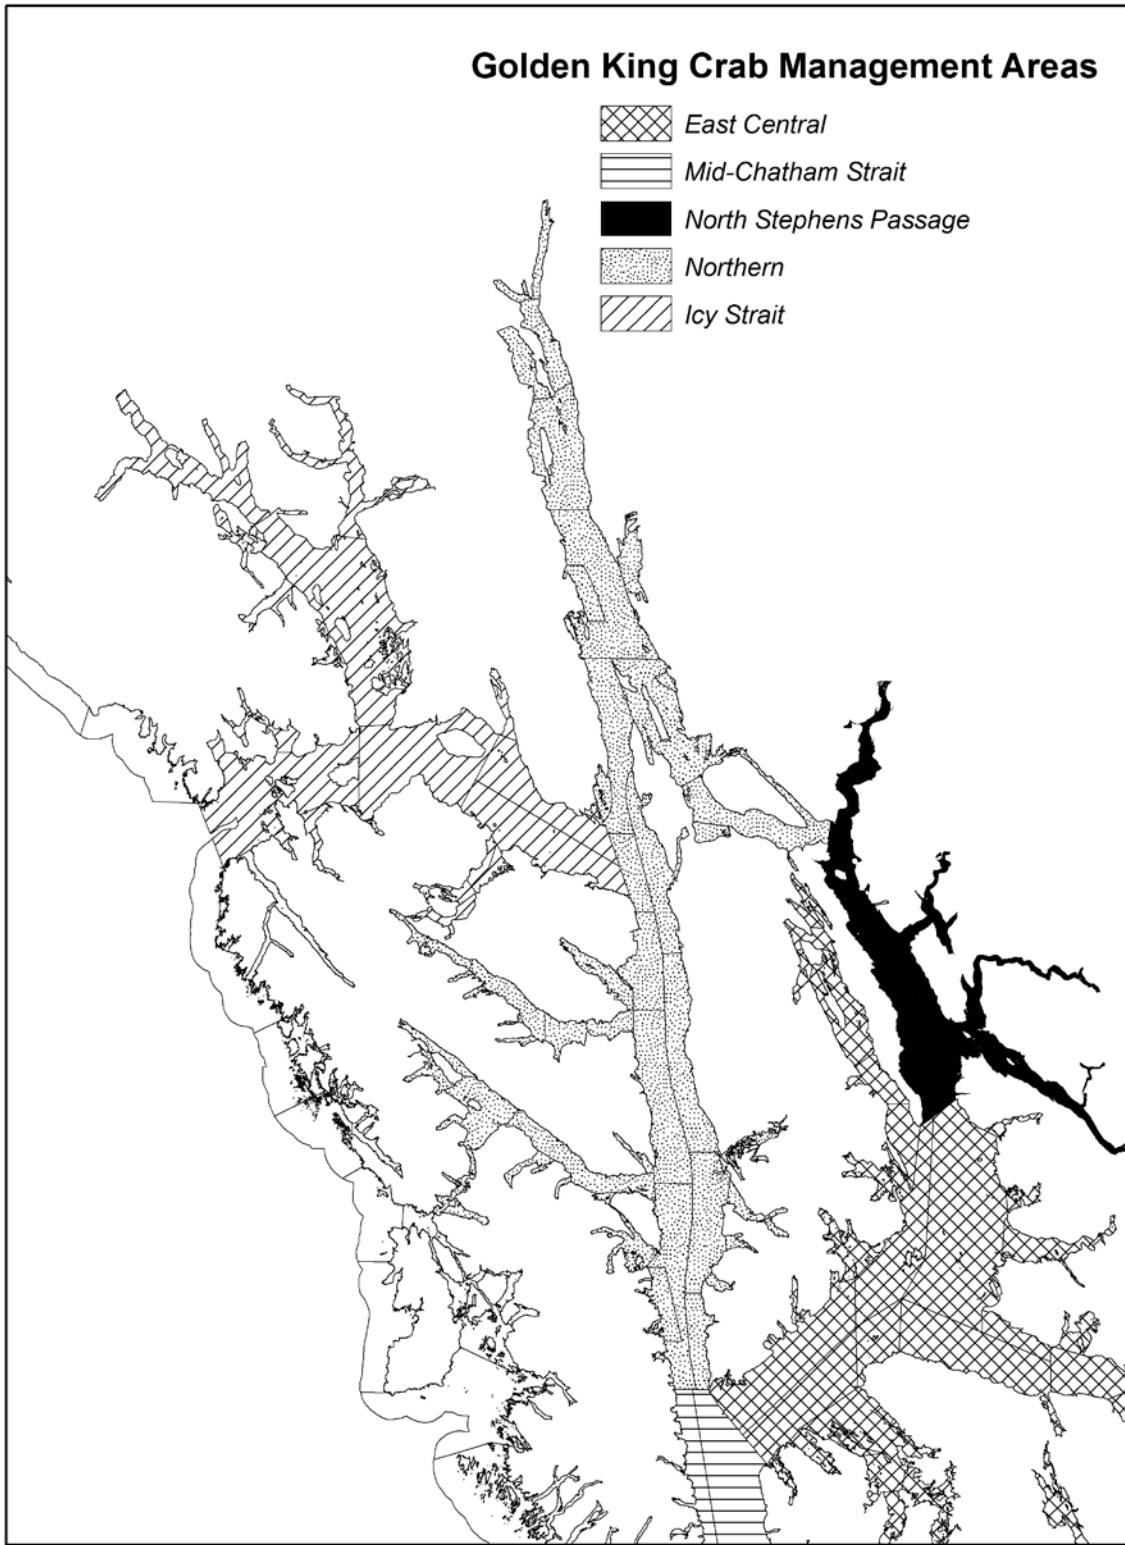 Golden King Crab Management Areas
East Central
Mid-Chatham Strait
North Stephens Passage
Northern
Icy Strait